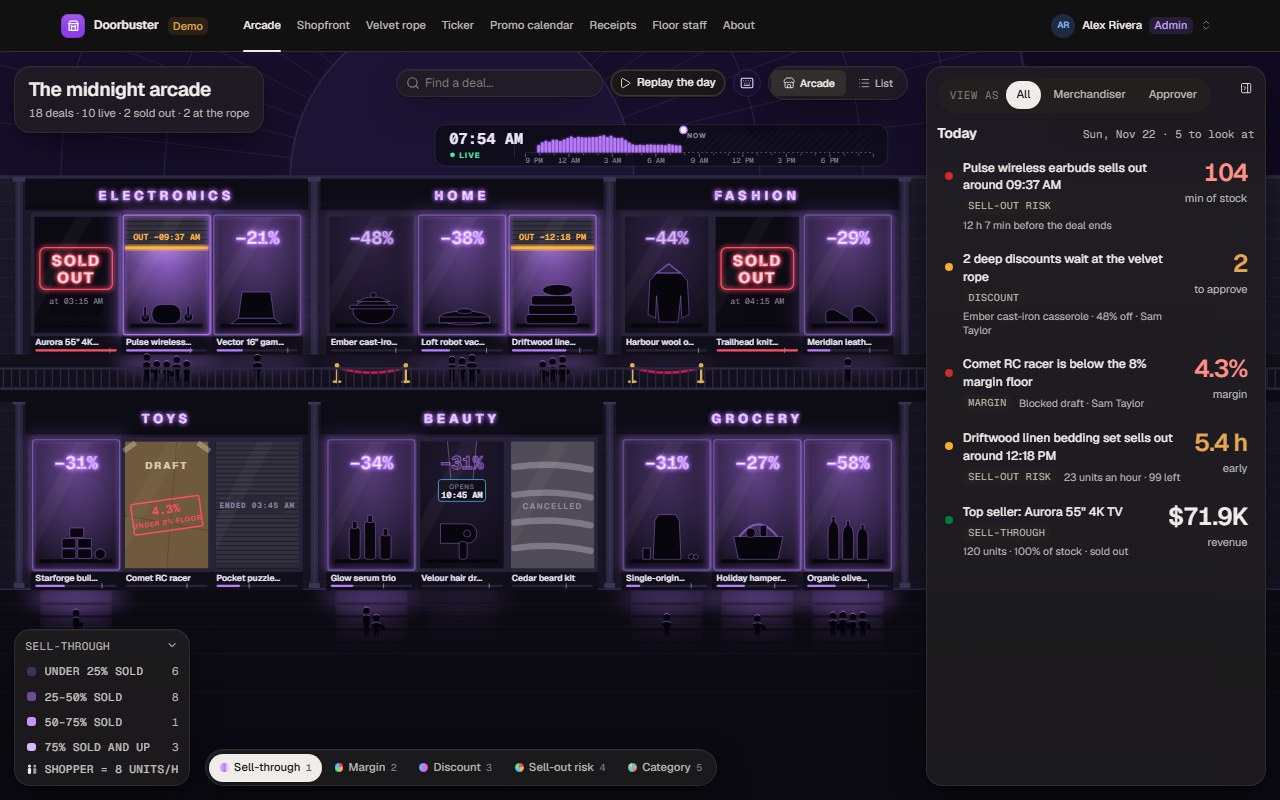 Doorbuster Demo Arcade Shopfront Velvet rope Ticker Promo calendar Receipts Floor staff About AR Alex Rivera Admin
The midnight arcade
18 deals · 10 live · 2 sold out · 2 at the rope
Find a deal...
Replay the day
Arcade
List
07:54 AM
LIVE
NOW
9 PM 12 AM 3 AM 6 AM 9 AM 12 PM 3 PM 6 PM
ELECTRONICS
SOLD
OUT
at 03:15 AM
OUT ~09:37 AM
−21%
Aurora 55" 4K...
Pulse wireless...
Vector 16" gam...
HOME
−48%
−38%
OUT ~12:18 PM
Ember cast-iro...
Loft robot vac...
Driftwood line...
FASHION
−44%
SOLD
OUT
at 04:15 AM
−29%
Harbour wool o...
Trailhead knit...
Meridian leath...
TOYS
−31%
DRAFT
4.3%
UNDER 8% FLOOR
ENDED 03:45 AM
Starforge buil...
Comet RC racer
Pocket puzzle...
BEAUTY
−34%
−31%
OPENS
10:45 AM
CANCELLED
Glow serum trio
Velour hair dr...
Cedar beard kit
GROCERY
−31%
−27%
−58%
Single-origin...
Holiday hamper...
Organic olive...
SELL-THROUGH
UNDER 25% SOLD 6
25–50% SOLD 8
50–75% SOLD 1
75% SOLD AND UP 3
SHOPPER = 8 UNITS/H
Sell-through 1
Margin 2
Discount 3
Sell-out risk 4
Category 5
VIEW AS All Merchandiser Approver
Today Sun, Nov 22 · 5 to look at
Pulse wireless earbuds sells out
around 09:37 AM
SELL-OUT RISK
12 h 7 min before the deal ends
104
min of stock
2 deep discounts wait at the velvet
rope
DISCOUNT
Ember cast-iron casserole · 48% off · Sam
Taylor
2
to approve
Comet RC racer is below the 8%
margin floor
MARGIN Blocked draft · Sam Taylor
4.3%
margin
Driftwood linen bedding set sells out
around 12:18 PM
SELL-OUT RISK 23 units an hour · 99 left
5.4 h
early
Top seller: Aurora 55" 4K TV
SELL-THROUGH
120 units · 100% of stock · sold out
$71.9K
revenue